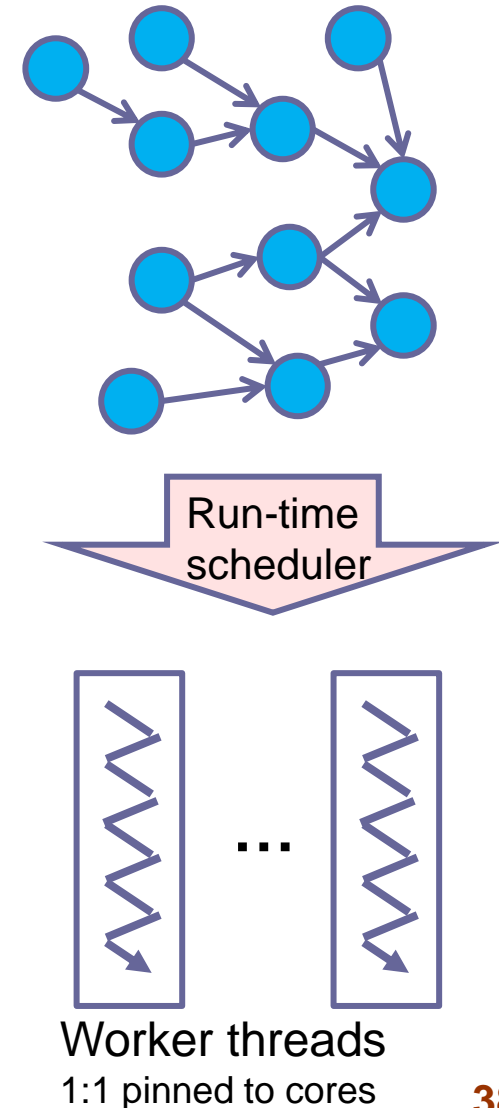 Run-time
scheduler
...
Worker threads
1:1 pinned to cores